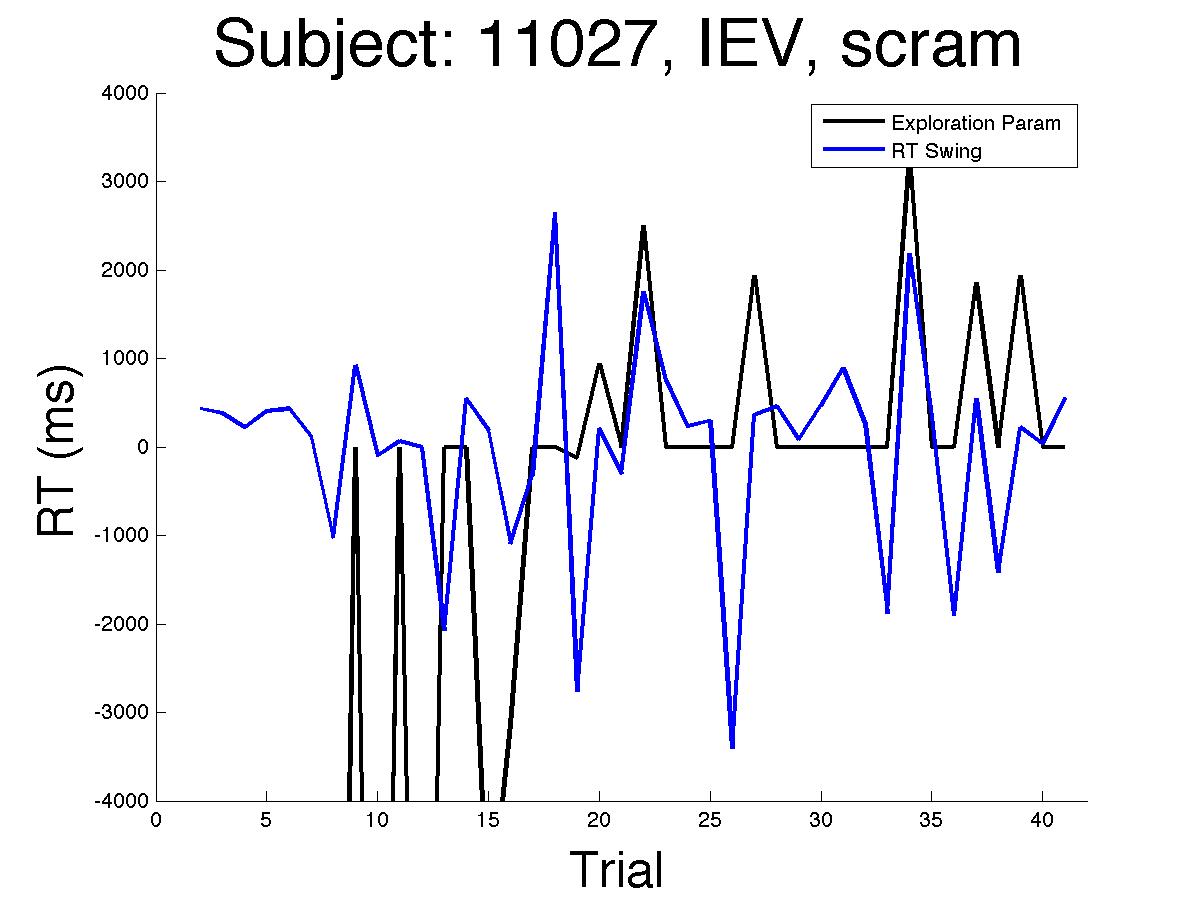 Subject: 11027, IEV, scram
Exploration Param
RT Swing
4000
3000
2000
1000
0
-1000
-2000
-3000
-4000
RT (ms)
0 5 10 15 20 25 30 35 40
Trial